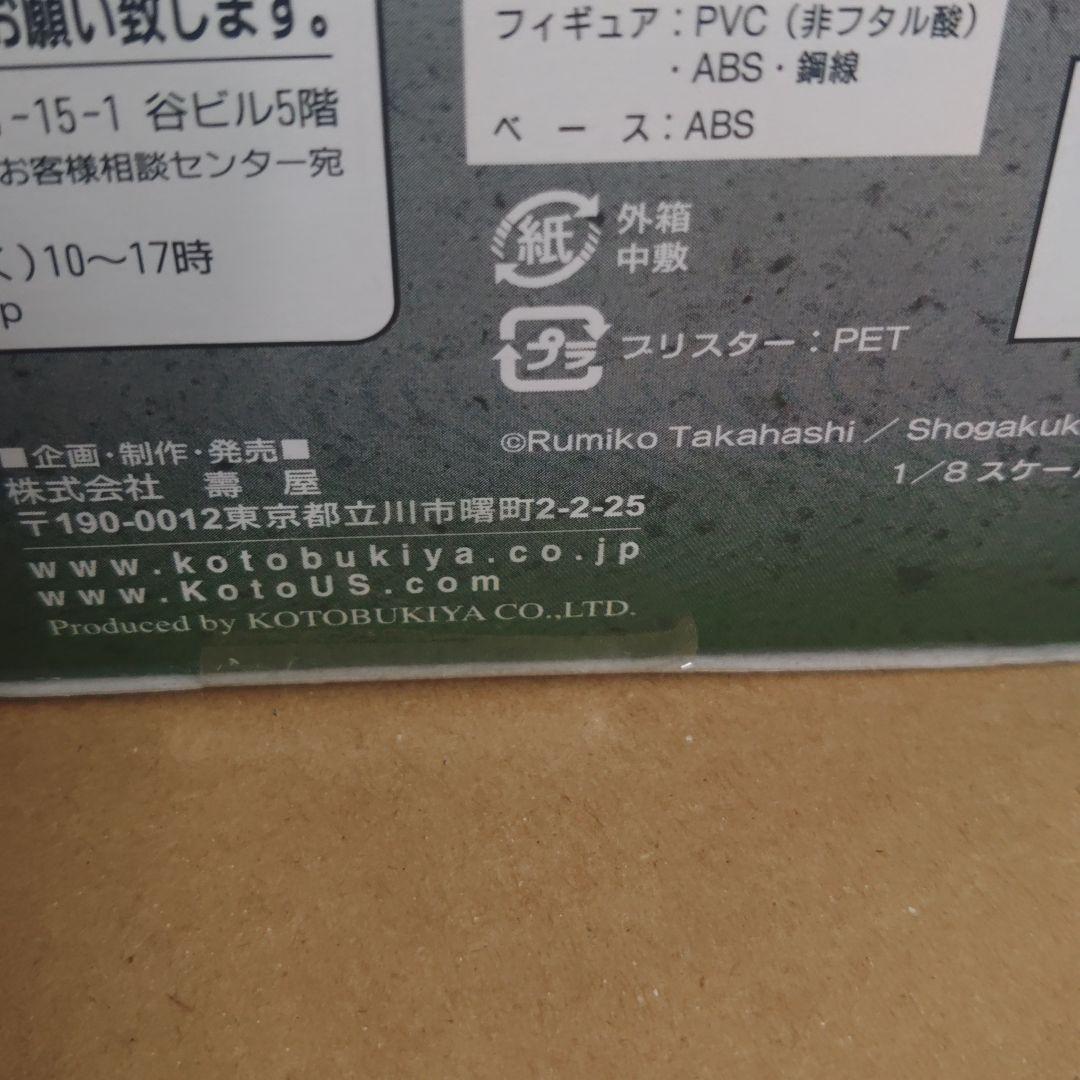 お願い致します。
-15-1 谷ビル5階
お客様相談センター宛
)10〜17時
p
フィギュア：PVC（非フタル酸）
・ABS・鋼線
ベース：ABS
紙 外箱
中敷
プラ ブリスター：PET
©Rumiko Takahashi／Shogakuk
1／8スケール
■企画・制作・発売■
株式会社 壽 屋
〒190-0012東京都立川市曙町2-2-25
www.kotobukiya.co.jp
www.KotoUS.com
Produced by KOTOBUKIYA CO.,LTD.